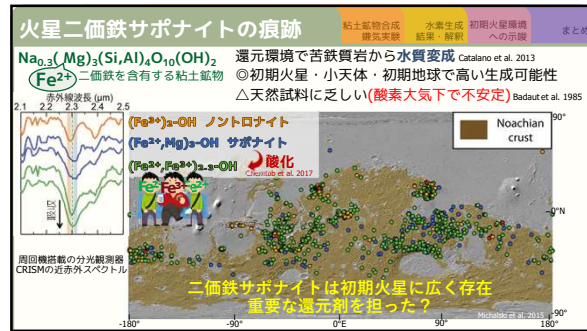 火星二価鉄サポナイトの痕跡
粘土鉱物合成
嫌気実験
水素生成
結果・解釈
初期火星環境
への示唆
まとめ
Na0.3( Mg)3(Si,Al)4O10(OH)2
Fe2+ 二価鉄を含有する粘土鉱物
還元環境で苦鉄質岩から水質変成 Catalano et al. 2013
◎初期火星・小天体・初期地球で高い生成可能性
△天然試料に乏しい(酸素大気下で不安定) Badaut et al. 1985
赤外線波長 (μm)
2.1 2.3 2.4 2.5
吸収
周回機搭載の分光観測器
CRISMの近赤外スペクトル
(Fe3+)2-OH ノントロナイト
(Fe2+,Mg)3-OH サポナイト
(Fe2+,Fe3+)2-3-OH
酸化
Chemtob et al. 2017
Fe2+ Fe3+ Fe2+
Noachian
crust
90°
0°N
-90°
二価鉄サポナイトは初期火星に広く存在
重要な還元剤を担った？
Michalski et al. 2015
-180° -90° 0°E 90° 180°